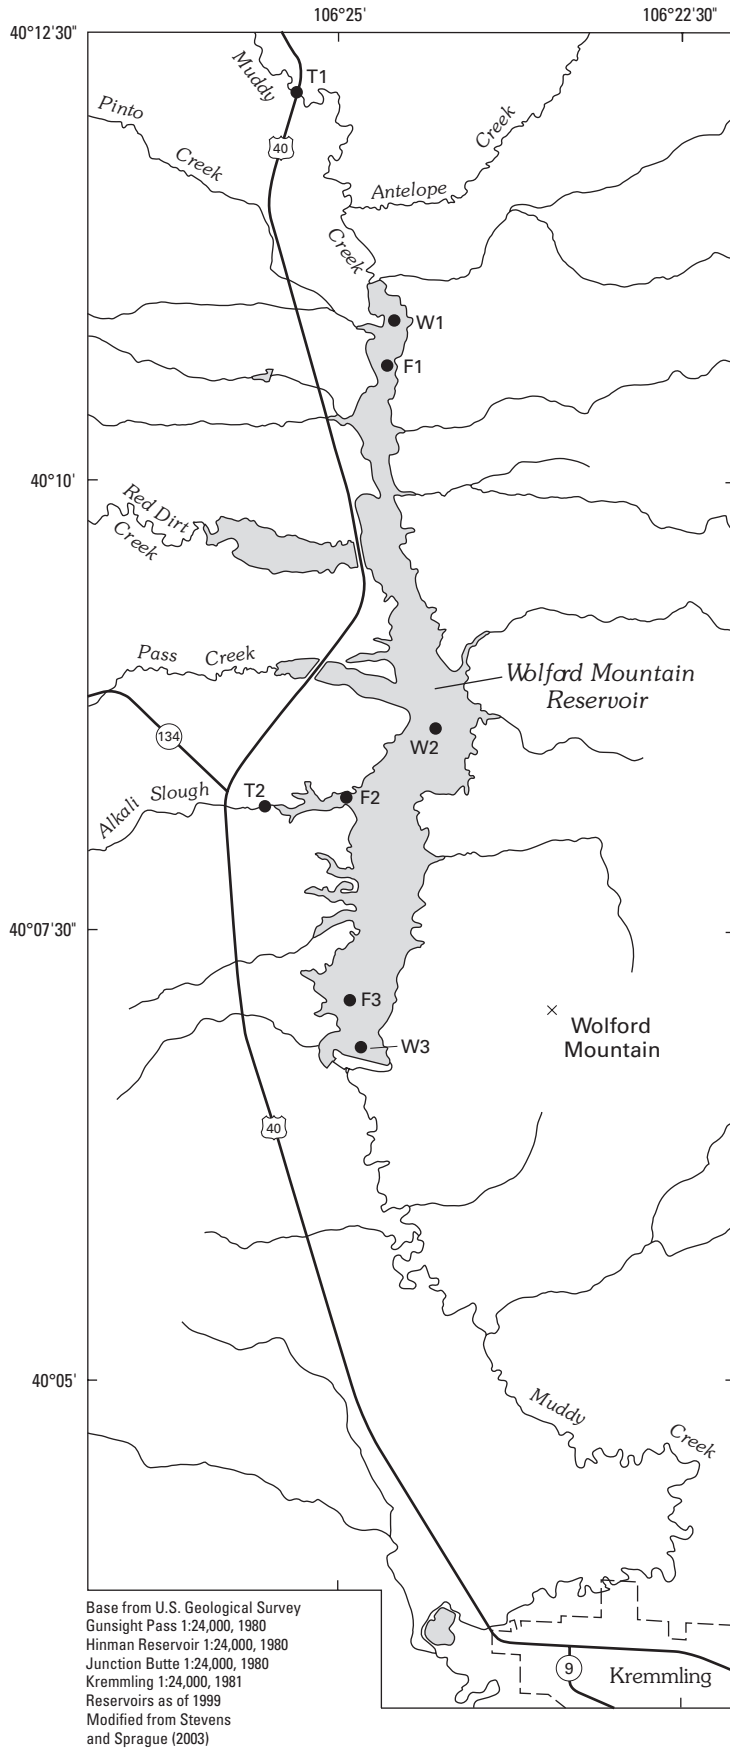 106°25'
106°22'30"
40°12'30"
Muddy
T1
Pinto
Creek
40
Creek
Antelope
Creek
W1
F1
40°10'
Red Dirt
Creek
Pass Creek
Wolford Mountain
Reservoir
134
W2
Alkali Slough
T2
F2
40°07'30"
F3
Wolford
Mountain
W3
40
40°05'
Muddy
Creek
Base from U.S. Geological Survey
Gunsight Pass 1:24,000, 1980
Hinman Reservoir 1:24,000, 1980
Junction Butte 1:24,000, 1980
Kremmling 1:24,000, 1981
Reservoirs as of 1999
Modified from Stevens
and Sprague (2003)
9
Kremmling